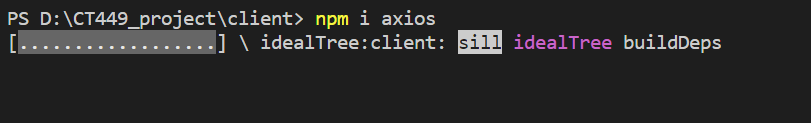 PS D:\CT449_project\client> npm i axios
[..................] \ idealTree:client: sill idealTree buildDeps